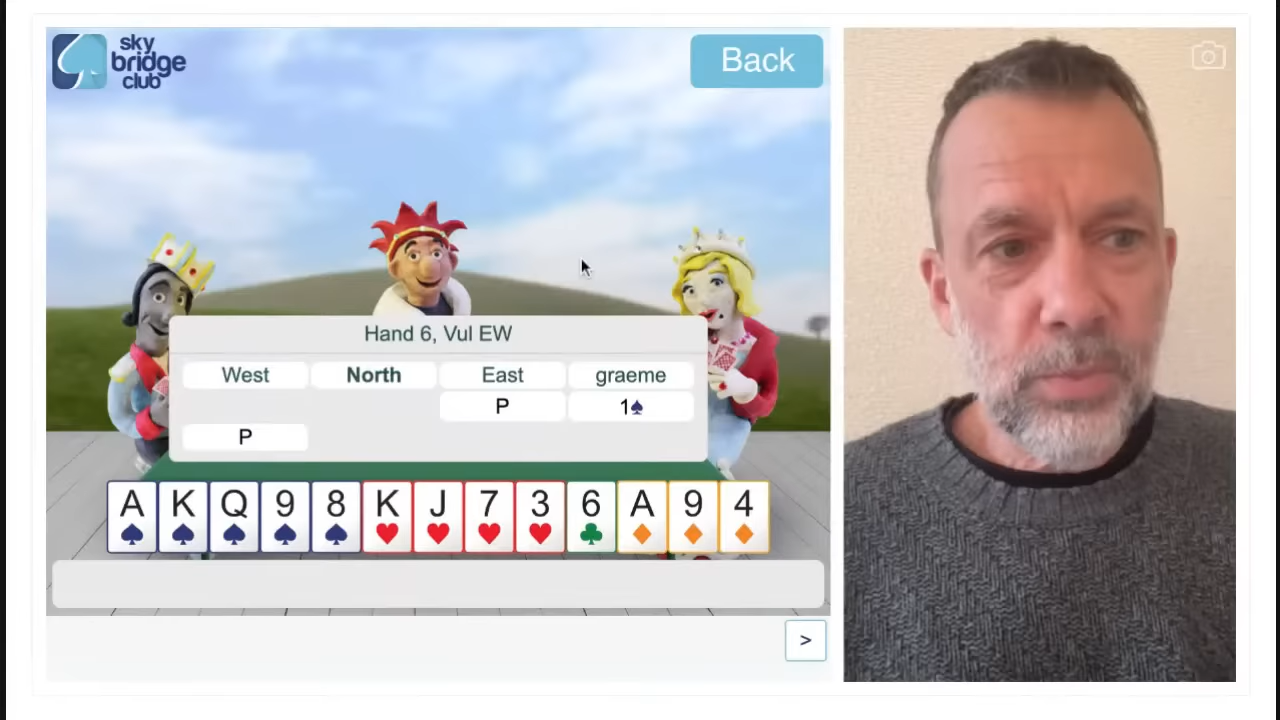 sky
bridge
club
Back
Hand 6, Vul EW
West North East graeme
P 1♠
P
A K Q 9 8 K J 7 3 6 A 9 4
♠ ♠ ♠ ♠ ♠ ♥ ♥ ♥ ♥ ♣ ♦ ♦ ♦
>